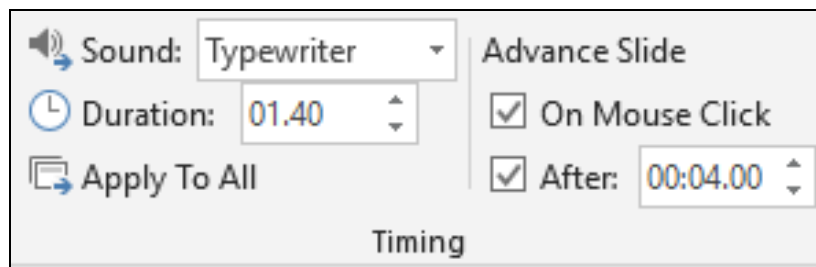 Sound: Typewriter
Duration: 01.40
Apply To All
Advance Slide
On Mouse Click
After: 00:04.00
Timing